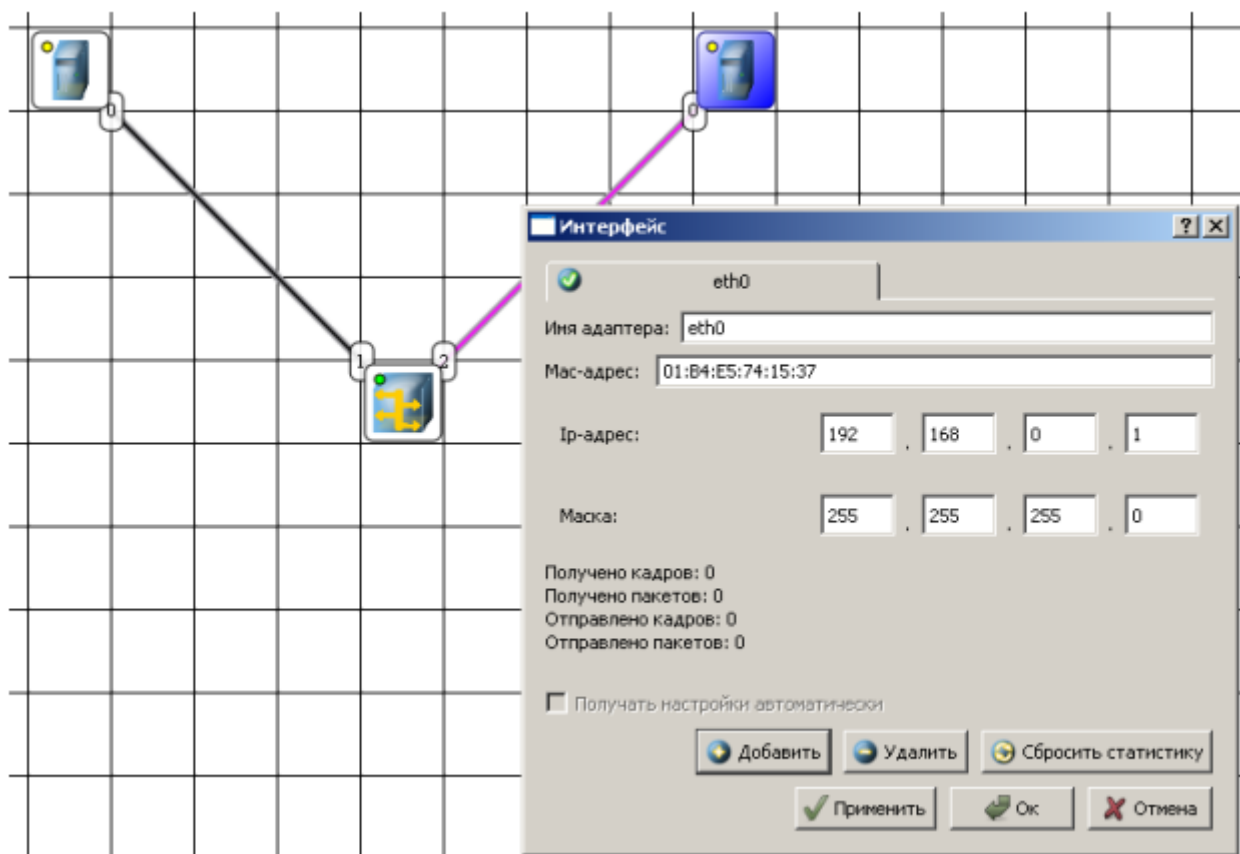 0
0
1
2
Интерфейс
eth0
Имя адаптера: eth0
Mac-адрес: 01:B4:E5:74:15:37
Ip-адрес: 192 . 168 . 0 . 1
Маска: 255 . 255 . 255 . 0
Получено кадров: 0
Получено пакетов: 0
Отправлено кадров: 0
Отправлено пакетов: 0
Получать настройки автоматически
Добавить Удалить Сбросить статистику
Применить Ок Отмена